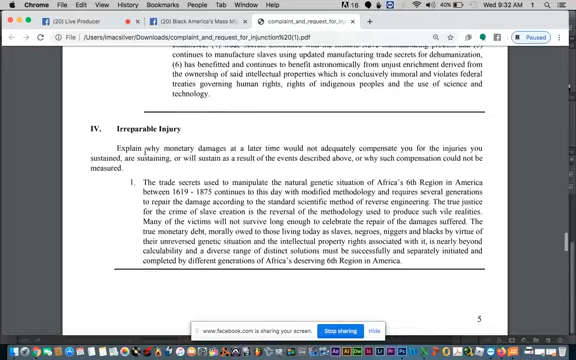 16
40%
Wed 9:32 AM
Live Producer
Black America's Mass M
complaint_and_request_for_inj
/Users/imacsilver/Downloads/complaint_and_request_for_injunction%20(1).pdf
Paused
continues to manufacture slaves using updated manufacturing trade secrets for dehumanization,
(6) has benefitted and continues to benefit astronomically from unjust enrichment derived from
the ownership of said intellectual properties which is conclusively immoral and violates federal
treaties governing human rights, rights of indigenous peoples and the use of science and
technology.
IV. Irreparable Injury
Explain why monetary damages at a later time would not adequately compensate you for the injuries you
sustained, are sustaining, or will sustain as a result of the events described above, or why such compensation could not be
measured.
1. The trade secrets used to manipulate the natural genetic situation of Africa's 6th Region in America
between 1619 - 1875 continues to this day with modified methodology and requires several generations
to repair the damage according to the standard scientific method of reverse engineering. The true justice
for the crime of slave creation is the reversal of the methodology used to produce such vile realities.
Many of the victims will not survive long enough to celebrate the repair of the damages suffered. The
true monetary debt, morally owed to those living today as slaves, negroes, niggers and blacks by virtue of
their unreversed genetic situation and the intellectual property rights associated with it, is nearly beyond
calculability and a diverse range of distinct solutions must be successfully and separately initiated and
completed by different generations of Africa's deserving 6th Region in America.
5
www.facebook.com is sharing your screen.
Stop sharing
Hide